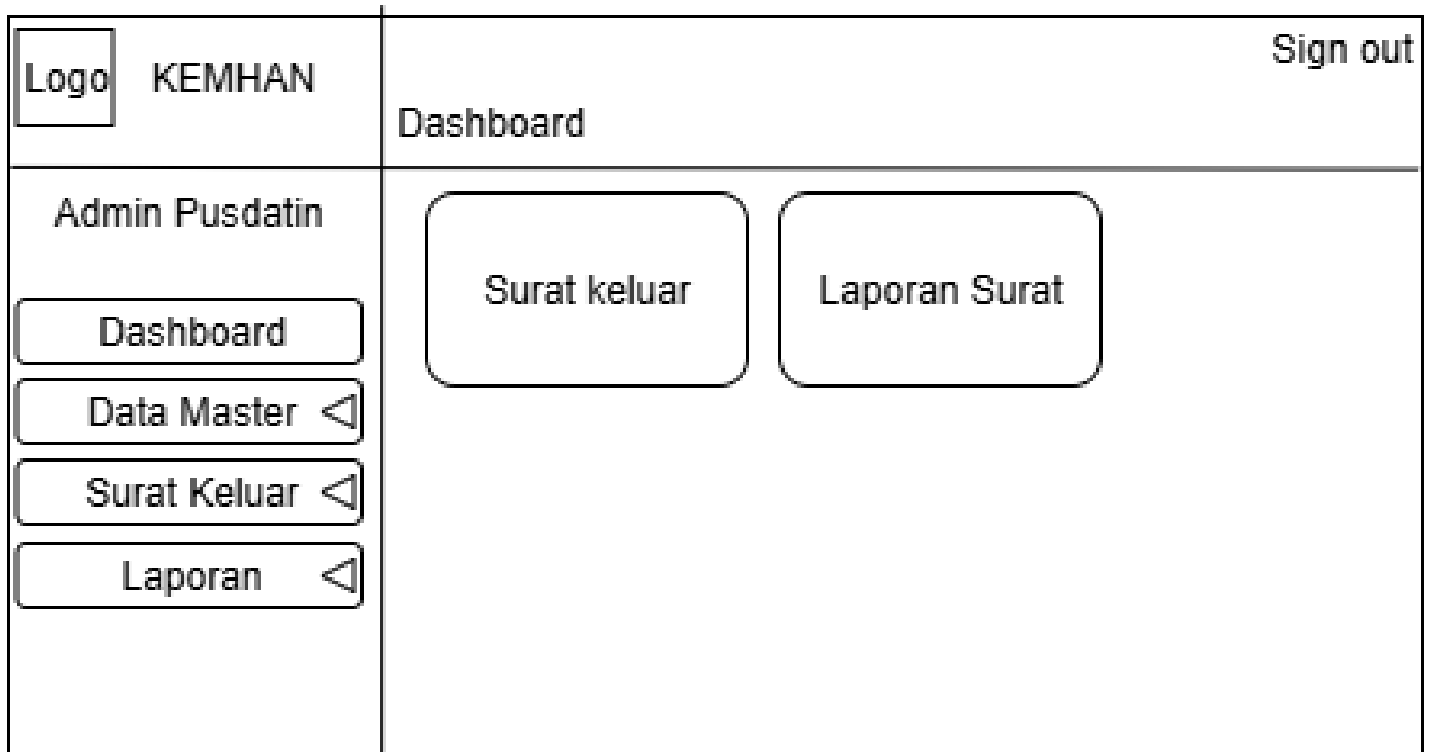 Logo
KEMHAN
Sign out
Dashboard
Admin Pusdatin
Dashboard
Data Master
Surat Keluar
Laporan
Surat keluar
Laporan Surat